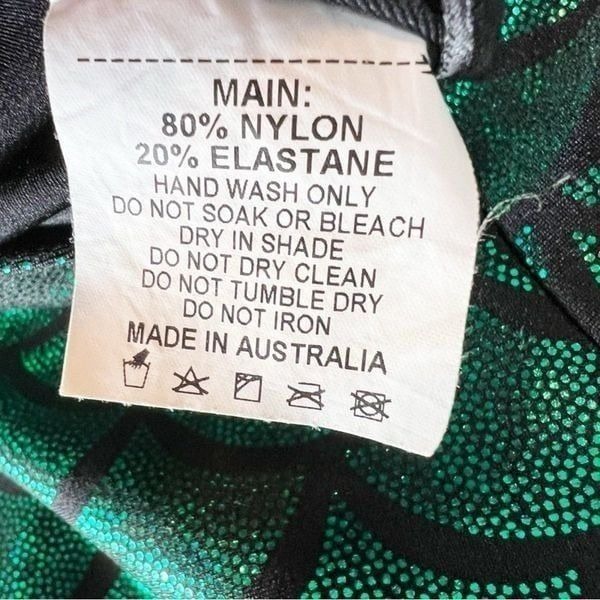 MAIN:
80% NYLON
20% ELASTANE
HAND WASH ONLY
DO NOT SOAK OR BLEACH
DRY IN SHADE
DO NOT DRY CLEAN
DO NOT TUMBLE DRY
DO NOT IRON
MADE IN AUSTRALIA